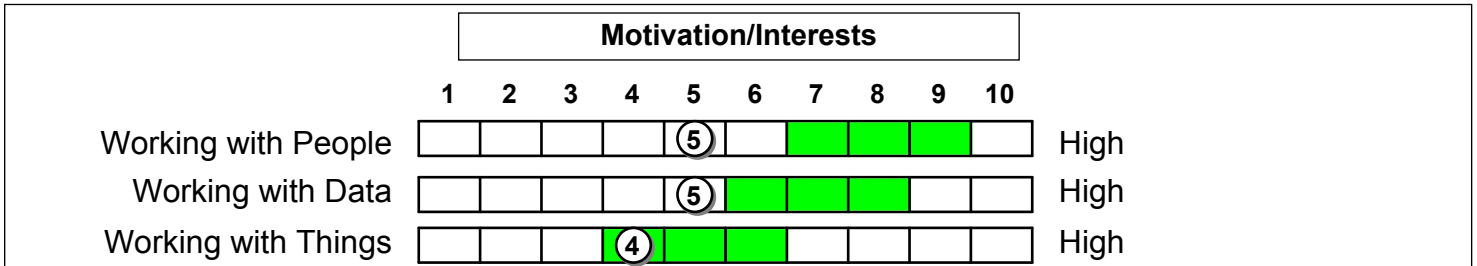 Motivation/Interests
1 2 3 4 5 6 7 8 9 10
Working with People 5 High
Working with Data 5 High
Working with Things 4 High